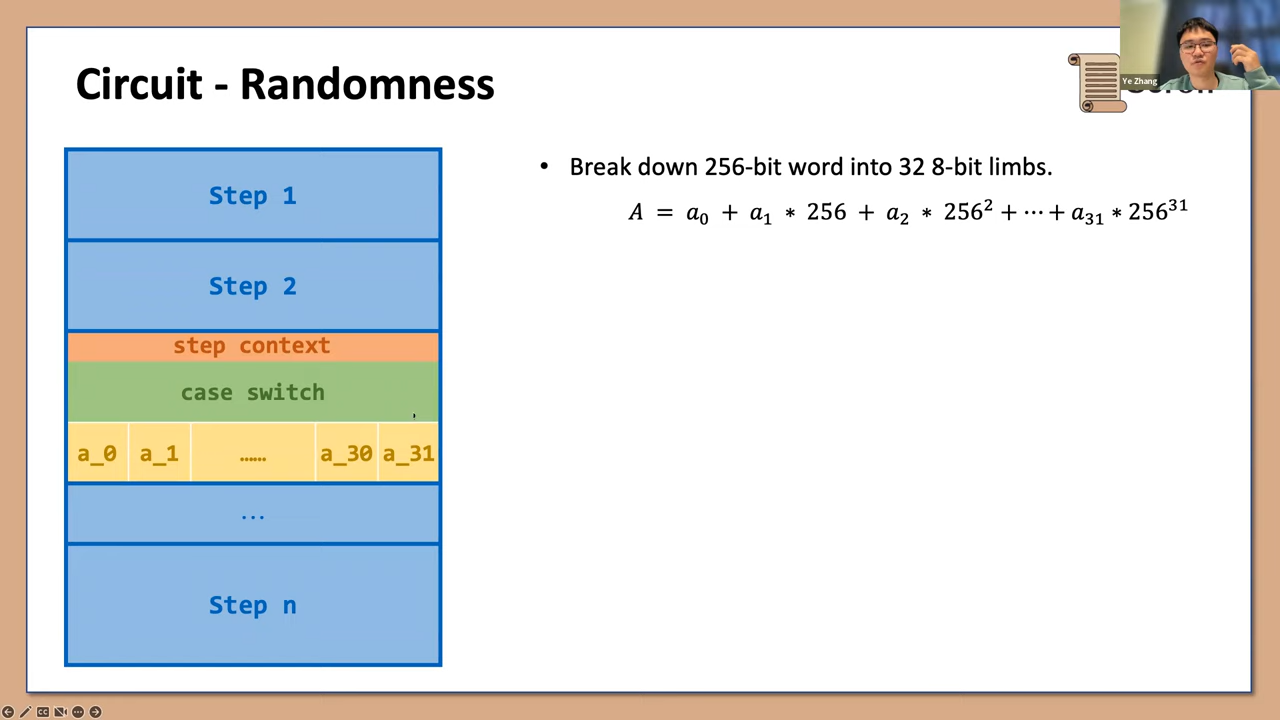 Circuit - Randomness
Ye Zhang
Step 1
Step 2
step context
case switch
a_0 a_1 ...... a_30 a_31
...
Step n
• Break down 256-bit word into 32 8-bit limbs.
A = a₀ + a₁ * 256 + a₂ * 256² + ⋯ + a₃₁ * 256³¹